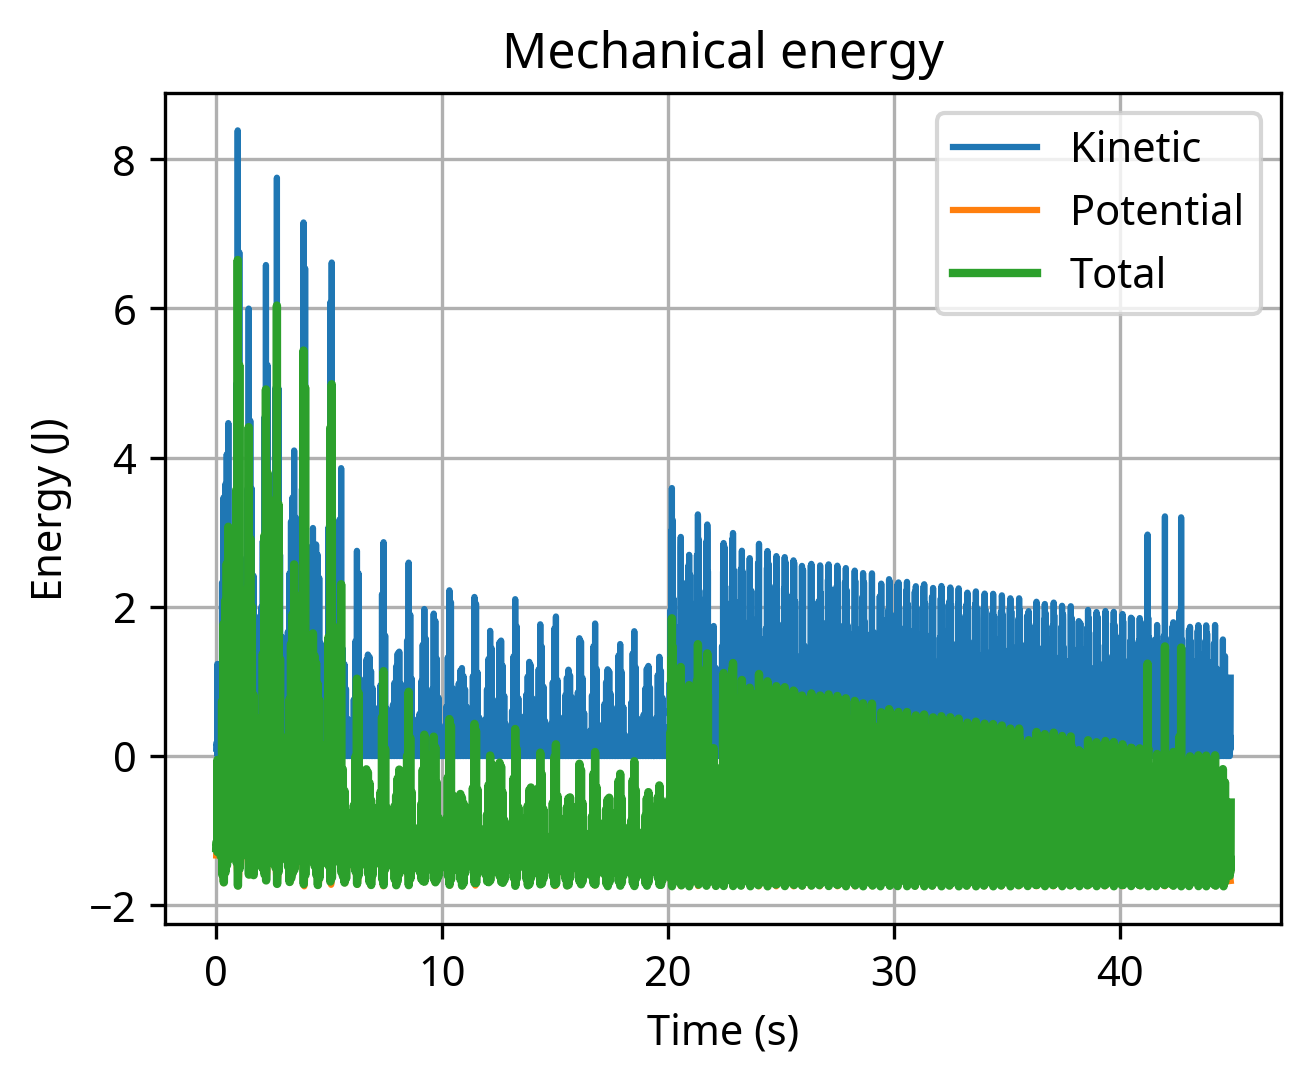 Mechanical energy
Kinetic
Potential
Total
Energy (J)
8
6
4
2
0
−2
0 10 20 30 40
Time (s)